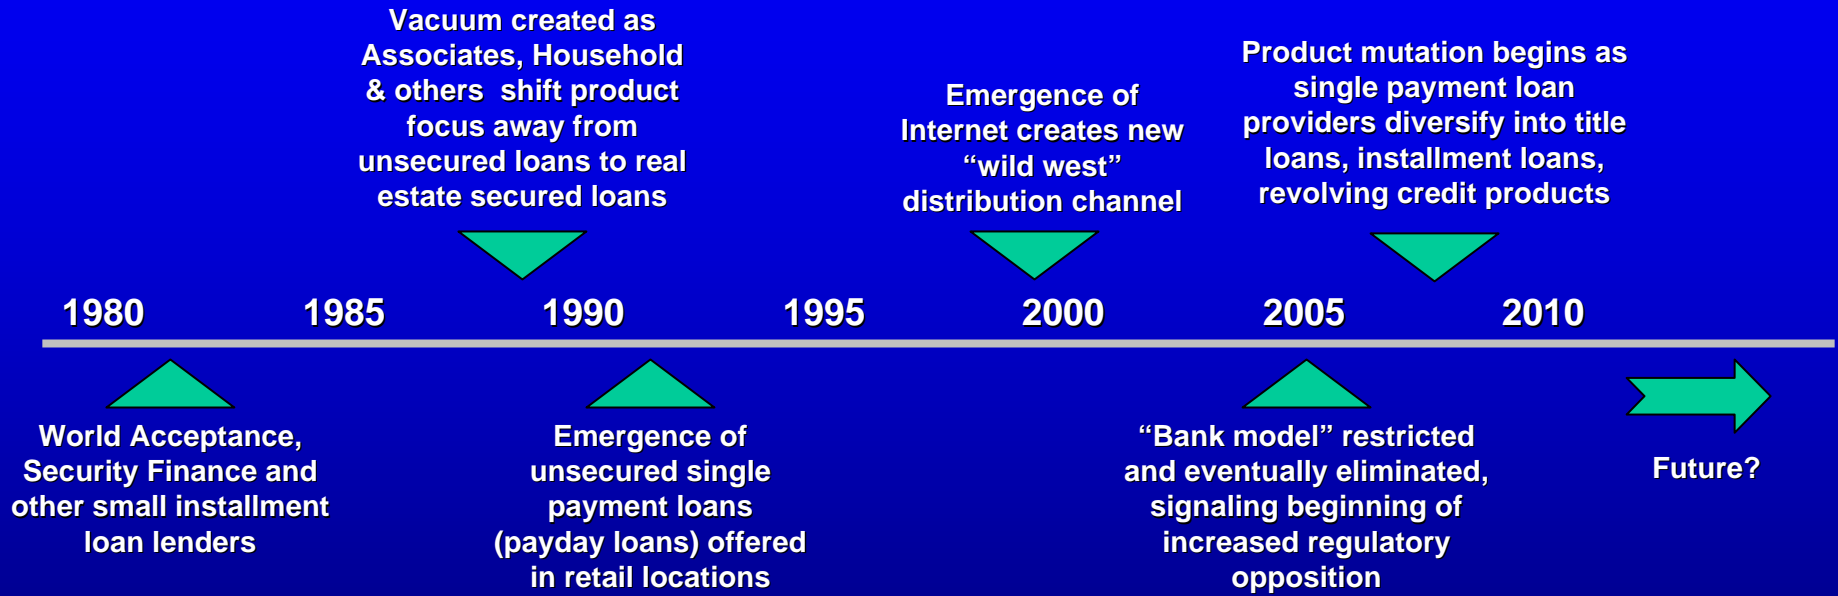 Vacuum created as
Associates, Household
& others shift product
focus away from
unsecured loans to real
estate secured loans
Emergence of
Internet creates new
“wild west”
distribution channel
Product mutation begins as
single payment loan
providers diversify into title
loans, installment loans,
revolving credit products
1980 1985 1990 1995 2000 2005 2010
World Acceptance,
Security Finance and
other small installment
loan lenders
Emergence of
unsecured single
payment loans
(payday loans) offered
in retail locations
“Bank model” restricted
and eventually eliminated,
signaling beginning of
increased regulatory
opposition
Future?